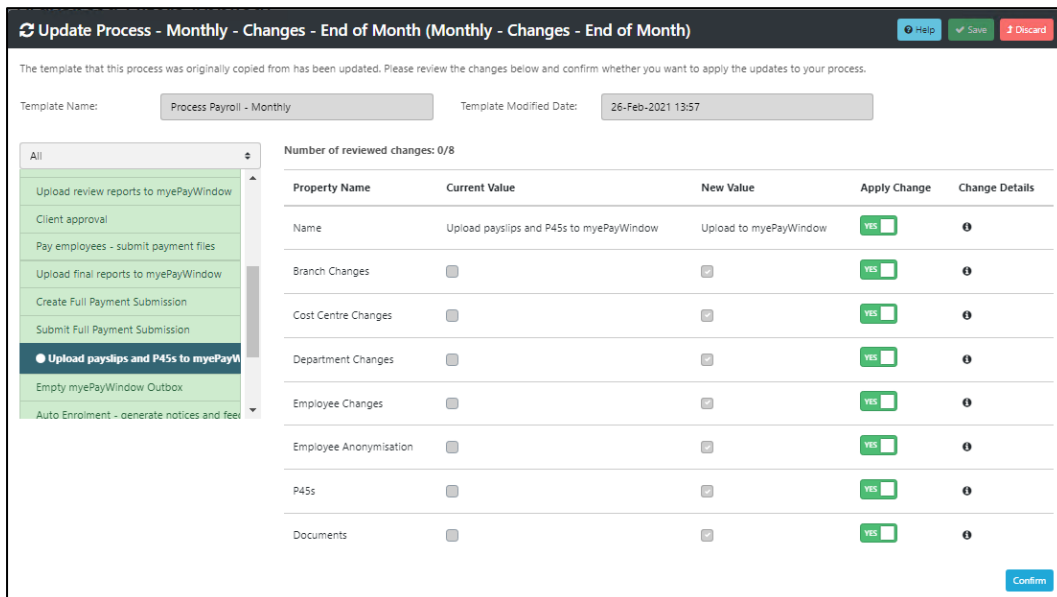 Update Process - Monthly - Changes - End of Month (Monthly - Changes - End of Month)
Help
Save
Discard
The template that this process was originally copied from has been updated. Please review the changes below and confirm whether you want to apply the updates to your process.
Template Name:
Process Payroll - Monthly
Template Modified Date:
26-Feb-2021 13:57
All
Upload review reports to myePayWindow
Client approval
Pay employees - submit payment files
Upload final reports to myePayWindow
Create Full Payment Submission
Submit Full Payment Submission
Upload payslips and P45s to myePayW
Empty myePayWindow Outbox
Auto Enrolment - generate notices and feed
Number of reviewed changes: 0/8
Property Name Current Value New Value Apply Change Change Details
Name Upload payslips and P45s to myePayWindow Upload to myePayWindow YES
Branch Changes YES
Cost Centre Changes YES
Department Changes YES
Employee Changes YES
Employee Anonymisation YES
P45s YES
Documents YES
Confirm